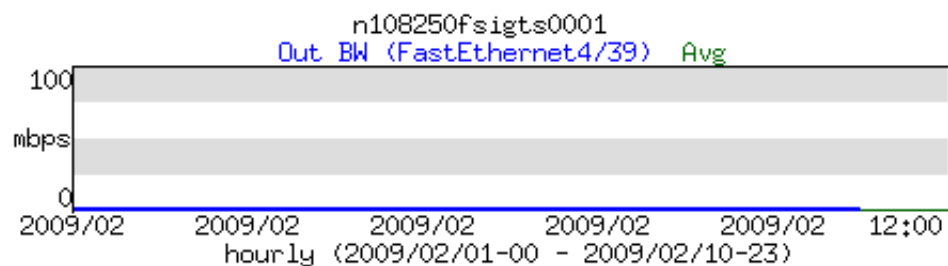 n108250fsigts0001
Out BW (FastEthernet4/39) Avg
100
mbps
0
2009/02 2009/02 2009/02 2009/02 2009/02 12:00
hourly (2009/02/01-00 - 2009/02/10-23)